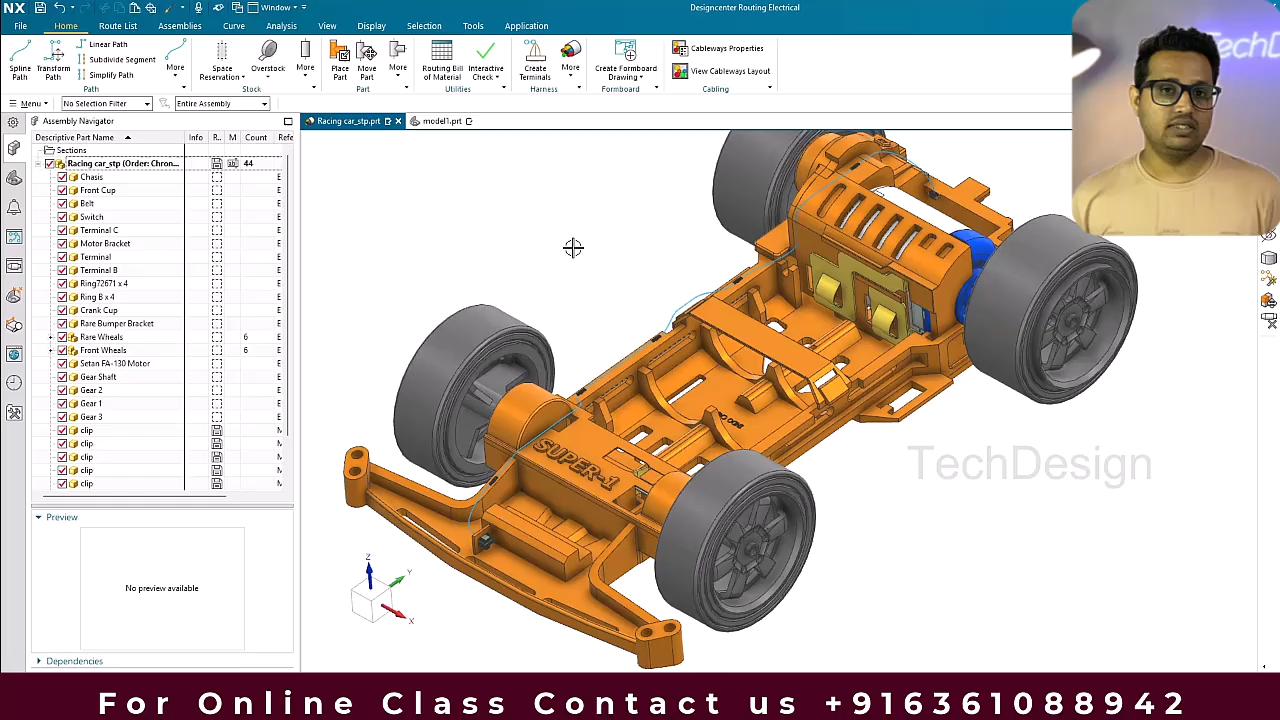 NX
Window
Designcenter Routing Electrical
File
Home
Route List
Assemblies
Curve
Analysis
View
Display
Selection
Tools
Application
Spline Path
Transform Path
Linear Path
Subdivide Segment
Simplify Path
More
Path
Space Reservation
Overstock
More
Stock
Place Part
Move Part
More
Part
Routing Bill of Material
Interactive Check
Utilities
Create Terminals
More
Harness
Create Formboard Drawing
Formboard
Cableways Properties
View Cableways Layout
Cabling
TechD
Menu
No Selection Filter
Entire Assembly
Assembly Navigator
Racing car_stp.prt
model1.prt
Descriptive Part Name
Info
R..
M
Count
Refe
Sections
Racing car_stp (Order: Chron...
44
Chasis
E
Front Cup
E
Belt
E
Switch
E
Terminal C
E
Motor Bracket
E
Terminal
E
Terminal B
E
Ring72671 x 4
E
Ring B x 4
E
Crank Cup
E
Rare Bumper Bracket
E
Rare Wheals
6
E
Front Wheals
6
E
Setan FA-130 Motor
E
Gear Shaft
E
Gear 2
E
Gear 1
E
Gear 3
E
clip
clip
clip
clip
clip
SUPER-1
TechDesign
Preview
No preview available
Z
Y
X
Dependencies
For Online Class Contact us +916361088942